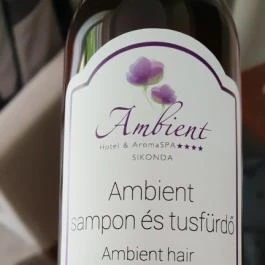 Ambient
Hotel & AromaSPA★★★★
SIKONDA
Ambient
sampon és tusfürdő
Ambient hair